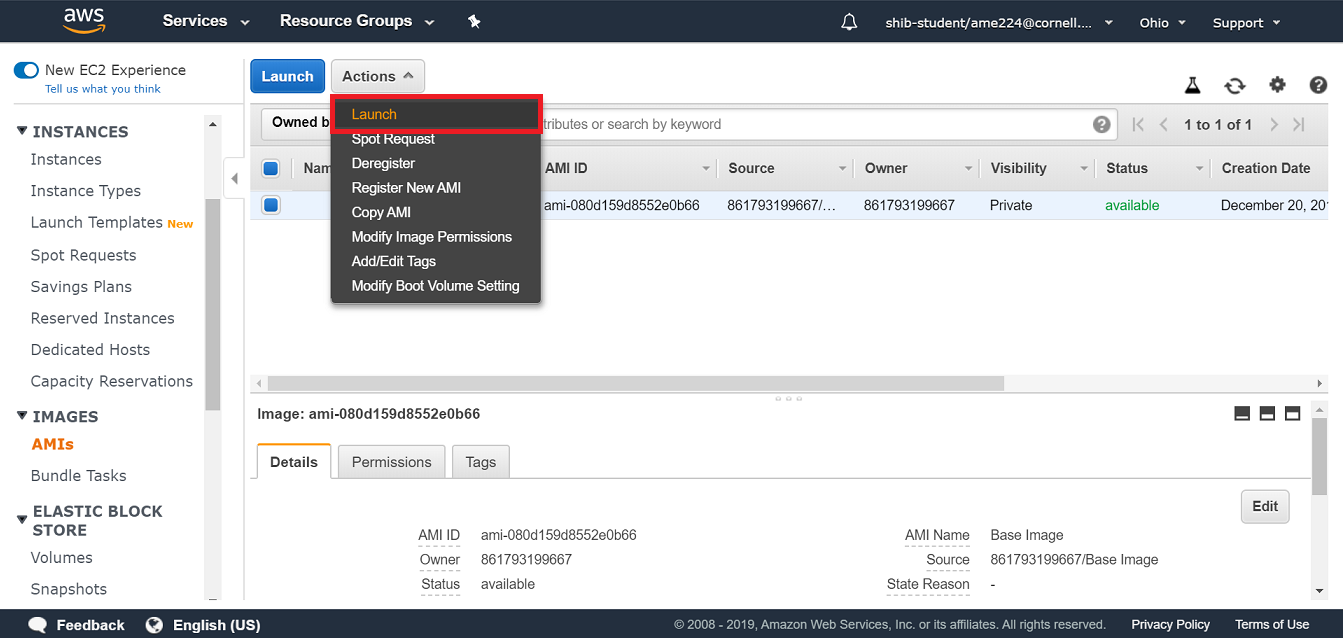 aws Services Resource Groups shib-student/ame224@cornell.... Ohio Support
New EC2 Experience
Tell us what you think
INSTANCES
Instances
Instance Types
Launch Templates New
Spot Requests
Savings Plans
Reserved Instances
Dedicated Hosts
Capacity Reservations
IMAGES
AMIs
Bundle Tasks
ELASTIC BLOCK
STORE
Volumes
Snapshots
Launch Actions
Launch
Spot Request
Deregister
Register New AMI
Copy AMI
Modify Image Permissions
Add/Edit Tags
Modify Boot Volume Setting
Owned b tributes or search by keyword 1 to 1 of 1
Nam AMI ID Source Owner Visibility Status Creation Date
ami-080d159d8552e0b66 861793199667/... 861793199667 Private available December 20, 201
Image: ami-080d159d8552e0b66
Details Permissions Tags
Edit
AMI ID ami-080d159d8552e0b66 AMI Name Base Image
Owner 861793199667 Source 861793199667/Base Image
Status available State Reason -
Feedback English (US) © 2008 - 2019, Amazon Web Services, Inc. or its affiliates. All rights reserved. Privacy Policy Terms of Use